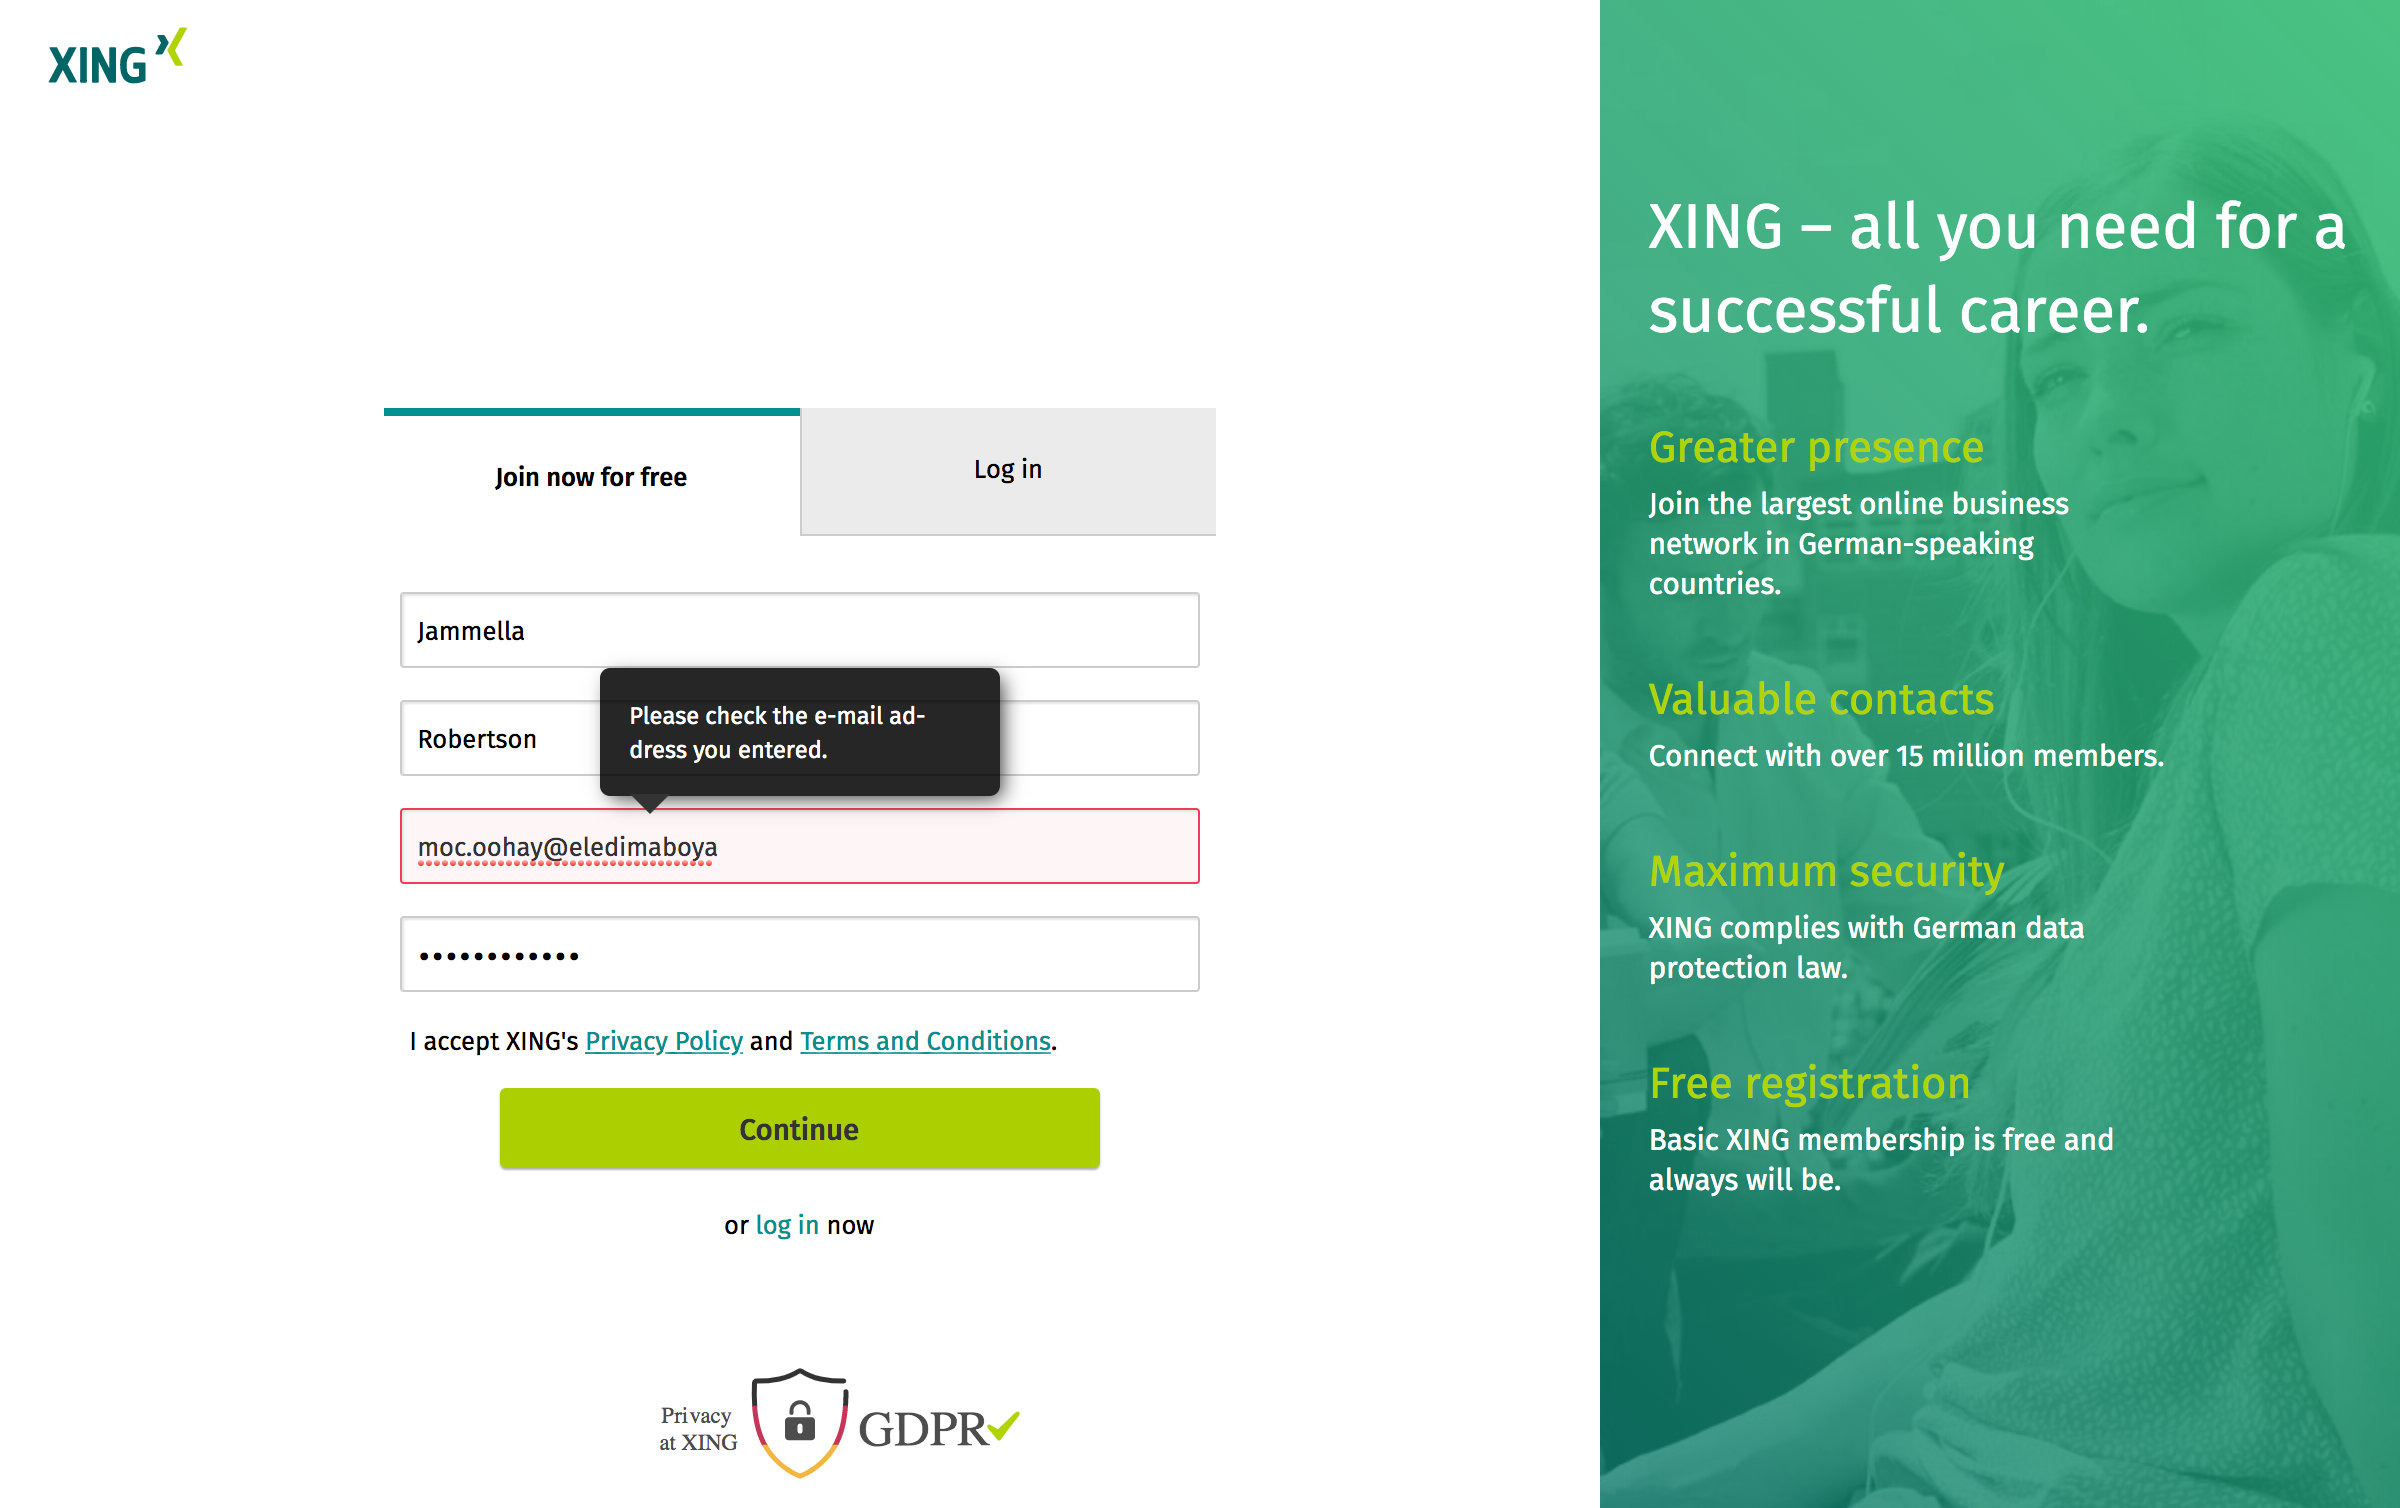 XING
Join now for free
Log in
Jammella
Please check the e-mail ad-
dress you entered.
Robertson
moc.oohay@eledimaboya
••••••••••••
I accept XING's Privacy Policy and Terms and Conditions.
Continue
or log in now
Privacy
at XING
GDPR
XING – all you need for a
successful career.
Greater presence
Join the largest online business
network in German-speaking
countries.
Valuable contacts
Connect with over 15 million members.
Maximum security
XING complies with German data
protection law.
Free registration
Basic XING membership is free and
always will be.